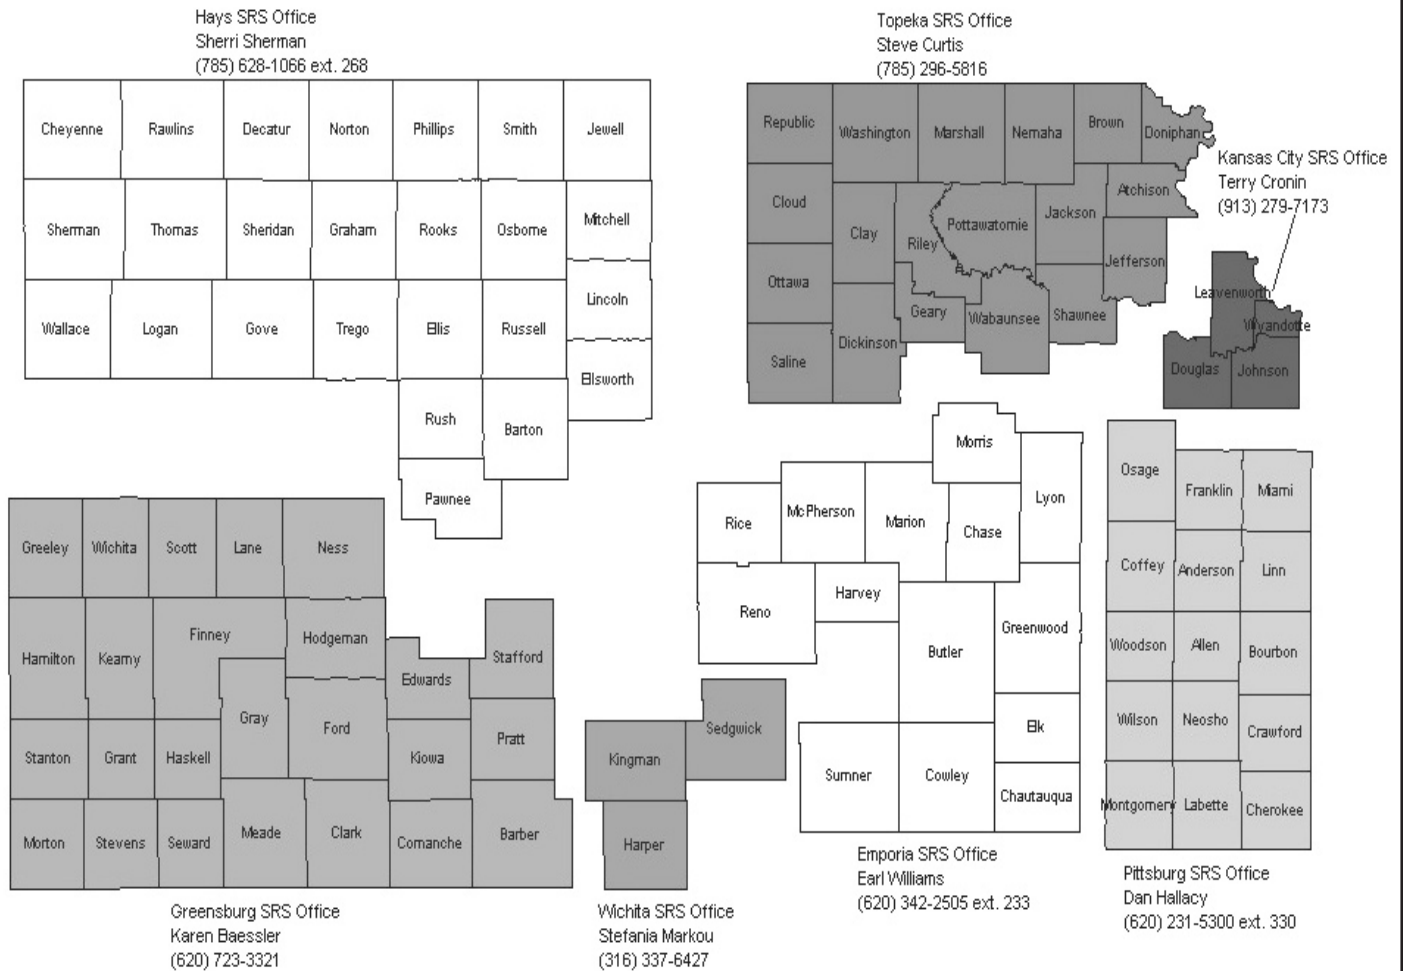 Hays SRS Office
Sherri Sherman
(785) 628-1066 ext. 268
Cheyenne
Rawlins
Decatur
Norton
Phillips
Smith
Jewell
Sherman
Thomas
Sheridan
Graham
Rooks
Osborne
Mitchell
Wallace
Logan
Gove
Trego
Ellis
Russell
Lincoln
Ellsworth
Rush
Barton
Pawnee
Topeka SRS Office
Steve Curtis
(785) 296-5816
Republic
Washington
Marshall
Nemaha
Brown
Doniphan
Cloud
Clay
Riley
Pottawatomie
Jackson
Atchison
Jefferson
Ottawa
Geary
Wabaunsee
Shawnee
Saline
Dickinson
Kansas City SRS Office
Terry Cronin
(913) 279-7173
Leavenworth
Wyandotte
Douglas
Johnson
Greeley
Wichita
Scott
Lane
Ness
Hamilton
Kearny
Finney
Hodgeman
Edwards
Stafford
Gray
Ford
Stanton
Grant
Haskell
Kiowa
Pratt
Morton
Stevens
Seward
Meade
Clark
Comanche
Barber
Greensburg SRS Office
Karen Baessler
(620) 723-3321
Kingman
Sedgwick
Harper
Wichita SRS Office
Stefania Markou
(316) 337-6427
Morris
Rice
McPherson
Marion
Chase
Lyon
Reno
Harvey
Butler
Greenwood
Elk
Sumner
Cowley
Chautauqua
Emporia SRS Office
Earl Williams
(620) 342-2505 ext. 233
Osage
Franklin
Miami
Coffey
Anderson
Linn
Woodson
Allen
Bourbon
Wilson
Neosho
Crawford
Montgomery
Labette
Cherokee
Pittsburg SRS Office
Dan Hallacy
(620) 231-5300 ext. 330